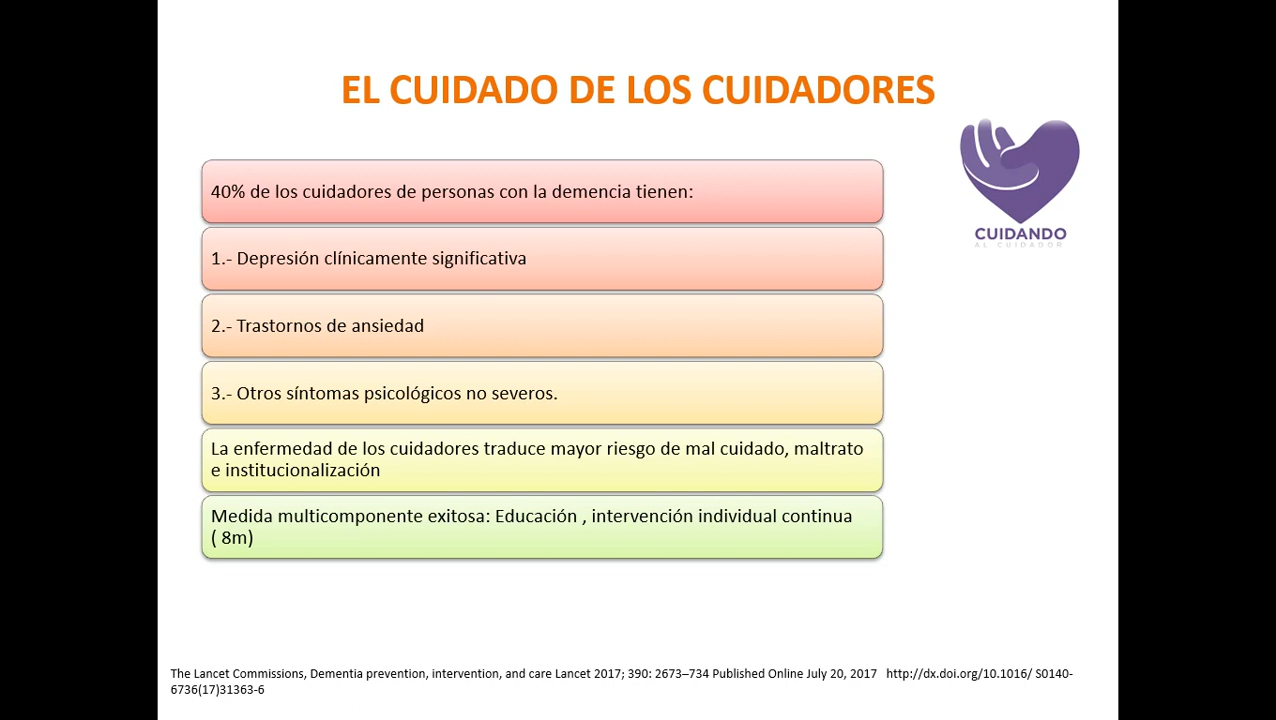 EL CUIDADO DE LOS CUIDADORES
40% de los cuidadores de personas con la demencia tienen:
CUIDANDO
AL CUIDADOR
1.- Depresión clínicamente significativa
2.- Trastornos de ansiedad
3.- Otros síntomas psicológicos no severos.
La enfermedad de los cuidadores traduce mayor riesgo de mal cuidado, maltrato
e institucionalización
Medida multicomponente exitosa: Educación , intervención individual continua
( 8m)
The Lancet Commissions, Dementia prevention, intervention, and care Lancet 2017; 390: 2673–734 Published Online July 20, 2017 http://dx.doi.org/10.1016/ S0140-
6736(17)31363-6